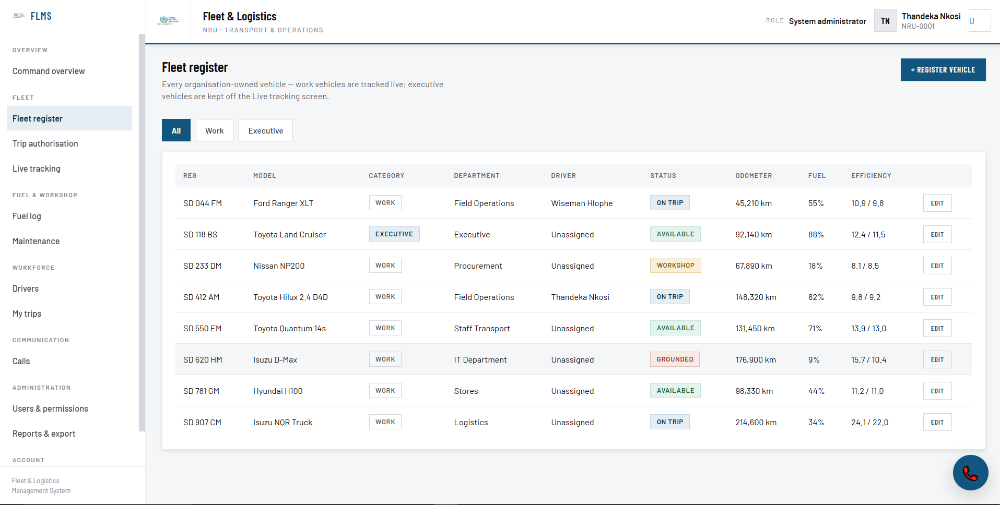 FLMS
OVERVIEW
Command overview
FLEET
Fleet register
Trip authorisation
Live tracking
FUEL & WORKSHOP
Fuel log
Maintenance
WORKFORCE
Drivers
My trips
COMMUNICATION
Calls
ADMINISTRATION
Users & permissions
Reports & export
ACCOUNT
Fleet & Logistics
Management System
Fleet & Logistics
NRU · TRANSPORT & OPERATIONS
ROLE System administrator
TN
Thandeka Nkosi
NRU-0001
Fleet register
Every organisation-owned vehicle — work vehicles are tracked live; executive
vehicles are kept off the Live tracking screen.
+ REGISTER VEHICLE
All Work Executive
REG MODEL CATEGORY DEPARTMENT DRIVER STATUS ODOMETER FUEL EFFICIENCY
SD 044 FM Ford Ranger XLT WORK Field Operations Wiseman Hlophe ON TRIP 45,210 km 55% 10.9 / 9.8 EDIT
SD 118 BS Toyota Land Cruiser EXECUTIVE Executive Unassigned AVAILABLE 92,140 km 88% 12.4 / 11.5 EDIT
SD 233 DM Nissan NP200 WORK Procurement Unassigned WORKSHOP 67,890 km 18% 8.1 / 8.5 EDIT
SD 412 AM Toyota Hilux 2.4 D4D WORK Field Operations Thandeka Nkosi ON TRIP 148,320 km 62% 9.8 / 9.2 EDIT
SD 550 EM Toyota Quantum 14s WORK Staff Transport Unassigned AVAILABLE 131,450 km 71% 13.9 / 13.0 EDIT
SD 620 HM Isuzu D-Max WORK IT Department Unassigned GROUNDED 176,900 km 9% 15.7 / 10.4 EDIT
SD 781 GM Hyundai H100 WORK Stores Unassigned AVAILABLE 98,330 km 44% 11.2 / 11.0 EDIT
SD 907 CM Isuzu NQR Truck WORK Logistics Unassigned ON TRIP 214,600 km 34% 24.1 / 22.0 EDIT